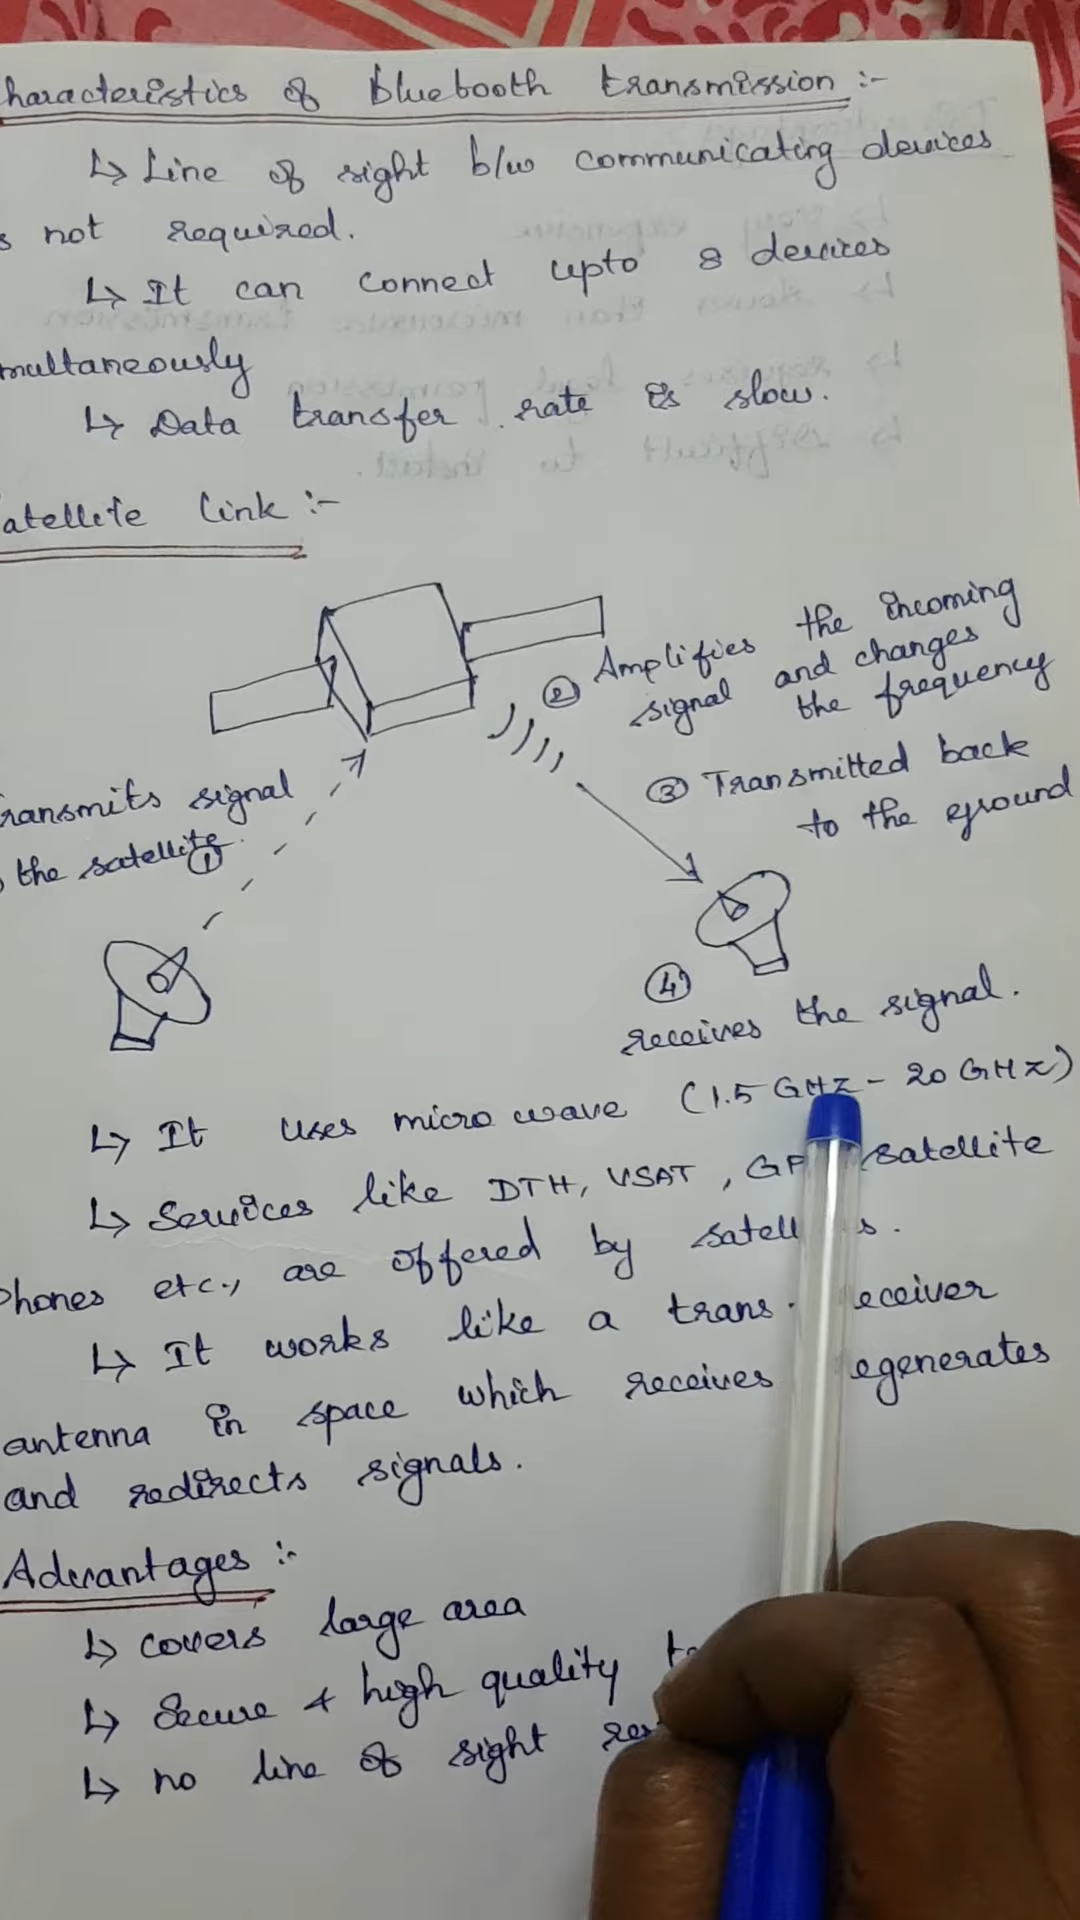 haracteristics of bluebooth transmission :-
↳ Line of sight b/w communicating devices
s not required.
↳ It can connect upto 8 devices
multaneously
↳ Data transfer rate is slow.
atellite link :-
② Amplifies the incoming
signal and changes
the frequency
③ Transmitted back
to the ground
ransmits signal
the satellite ①
④
receives the signal.
↳ It uses micro wave (1.5 GHz - 20 GHz)
↳ Services like DTH, VSAT, GP satellite
phones etc., are offered by satell s.
↳ It works like a trans eceiver
antenna in space which receives egenerates
and redirects signals.
Advantages :-
↳ covers large area
↳ Secure & high quality
↳ no line of sight